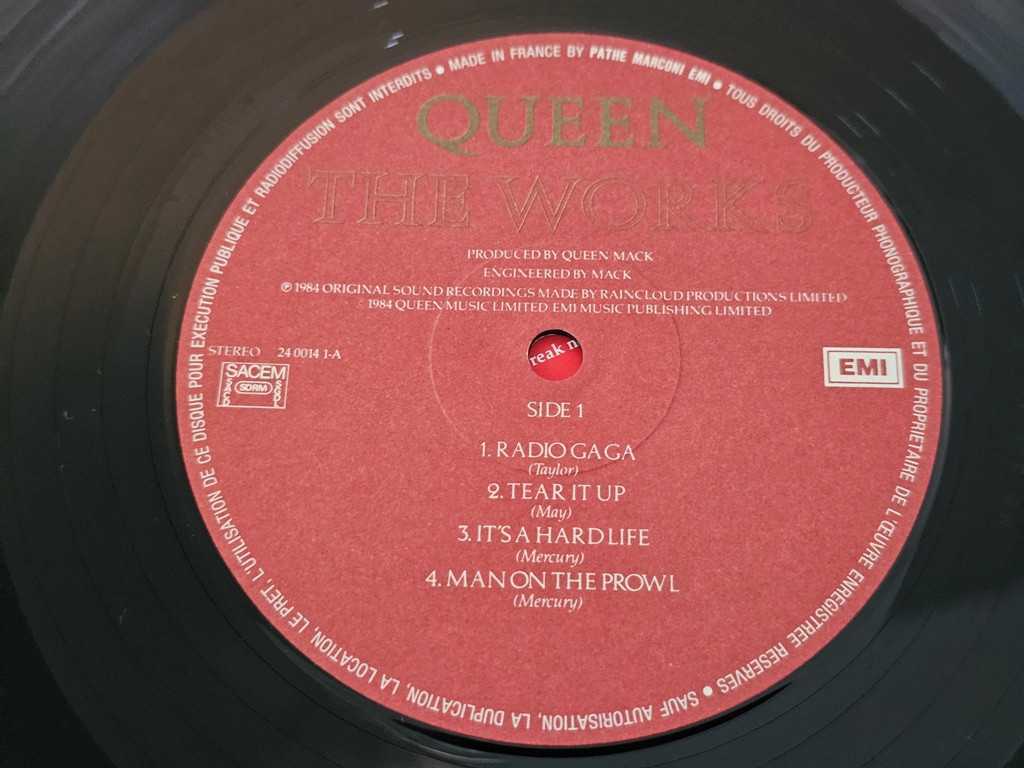 MADE IN FRANCE BY PATHE MARCONI EMI • TOUS DROITS DU PRODUCTEUR PHONOGRAPHIQUE ET DU PROPRIETAIRE DE L'ŒUVRE ENREGISTREE RESERVES • SAUF AUTORISATION, LA DUPLICATION, LA LOCATION, LE PRET, L'UTILISATION DE CE DISQUE POUR EXECUTION PUBLIQUE ET RADIODIFFUSION SONT INTERDITS •
QUEEN
THE WORKS
PRODUCED BY QUEEN/MACK
ENGINEERED BY MACK
℗ 1984 ORIGINAL SOUND RECORDINGS MADE BY RAINCLOUD PRODUCTIONS LIMITED
1984 QUEEN MUSIC LIMITED/EMI MUSIC PUBLISHING LIMITED
reak n
STEREO 24 0014 1-A
SACEM
SACD
SDRM
SGDL
EMI
SIDE 1
1. RADIO GA GA
(Taylor)
2. TEAR IT UP
(May)
3. IT'S A HARD LIFE
(Mercury)
4. MAN ON THE PROWL
(Mercury)